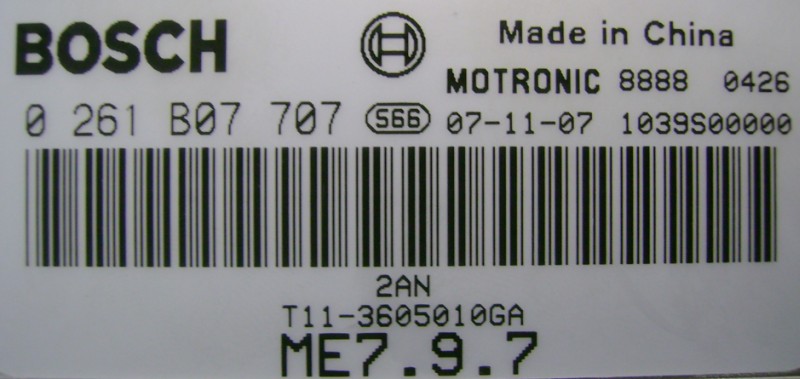 BOSCH
Made in China
MOTRONIC 8888 0426
0 261 B07 707 566 07-11-07 1039S00000
2AN
T11-3605010GA
ME7.9.7